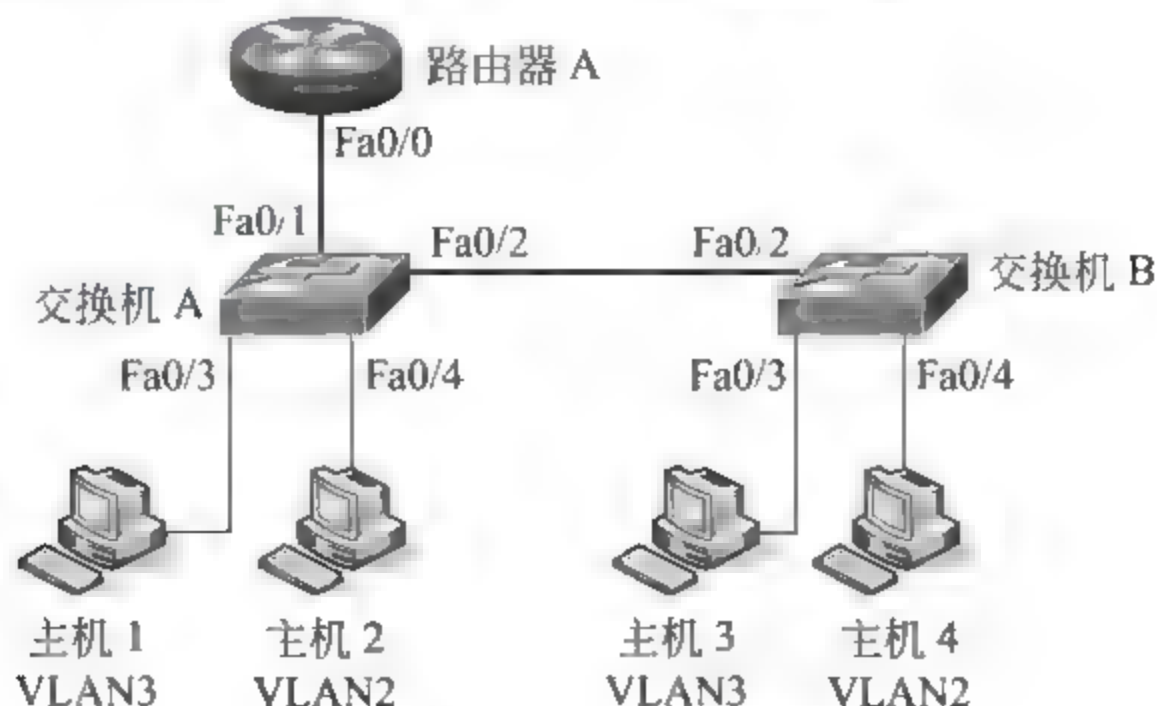 路由器 A
Fa0/0
Fa0/1
Fa0/2
Fa0.2
交换机 A
交换机 B
Fa0/3
Fa0/4
Fa0/3
Fa0/4
主机 1
主机 2
主机 3
主机 4
VLAN3
VLAN2
VLAN3
VLAN2